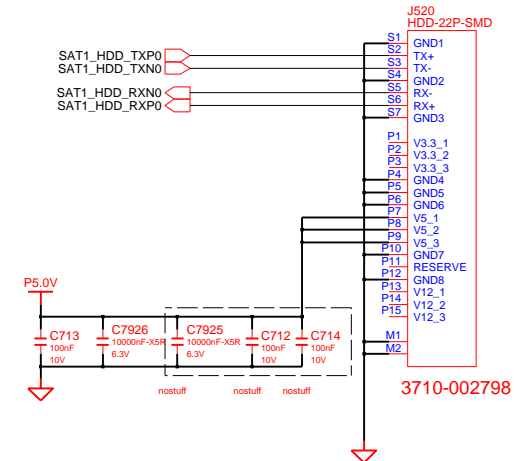 J520
HDD-22P-SMD
SAT1_HDD_TXP0
SAT1_HDD_TXN0
SAT1_HDD_RXN0
SAT1_HDD_RXP0
S1 GND1
S2 TX+
S3 TX-
S4 GND2
S5 RX-
S6 RX+
S7 GND3
P1 V3.3_1
P2 V3.3_2
P3 V3.3_3
P4 GND4
P5 GND5
P6 GND6
P7 V5_1
P8 V5_2
P9 V5_3
P10 GND7
P11 RESERVE
P12 GND8
P13 V12_1
P14 V12_2
P15 V12_3
M1
M2
3710-002798
P5.0V
C713
100nF
10V
C7926
10000nF-X5R
6.3V
C7925
10000nF-X5R
6.3V
C712
100nF
10V
C714
100nF
10V
nostuff
nostuff
nostuff